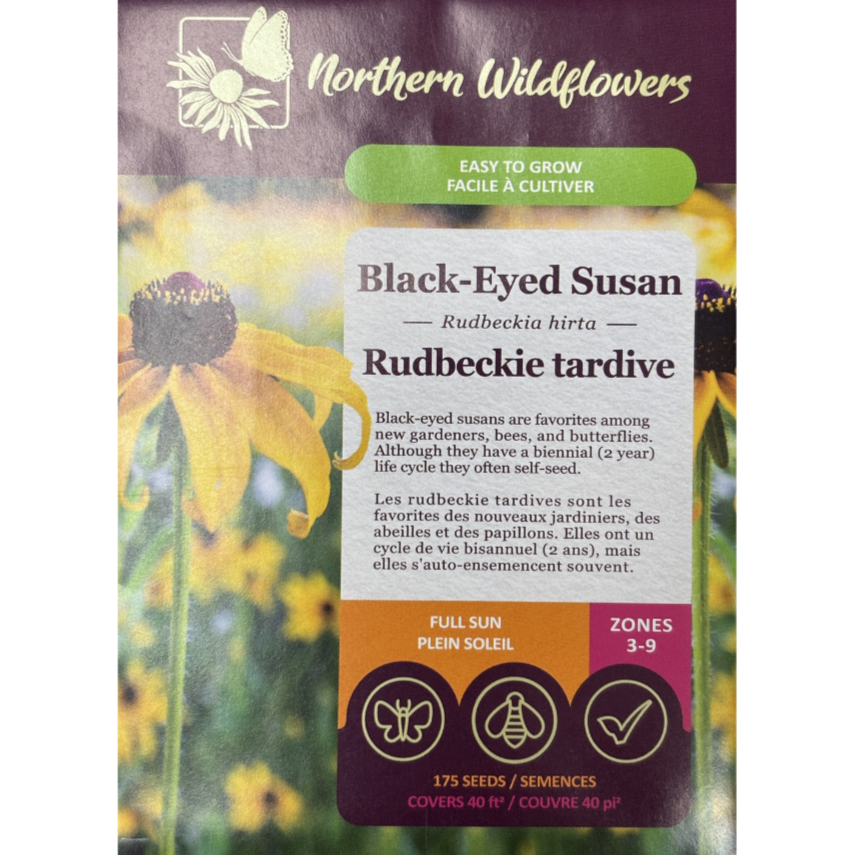 Northern Wildflowers
EASY TO GROW
FACILE À CULTIVER
Black-Eyed Susan
Rudbeckia hirta
Rudbeckie tardive
Black-eyed susans are favorites among
new gardeners, bees, and butterflies.
Although they have a biennial (2 year)
life cycle they often self-seed.
Les rudbeckie tardives sont les
favorites des nouveaux jardiniers, des
abeilles et des papillons. Elles ont un
cycle de vie bisannuel (2 ans), mais
elles s'auto-ensemencent souvent.
FULL SUN
PLEIN SOLEIL
ZONES
3-9
175 SEEDS / SEMENCES
COVERS 40 ft² / COUVRE 40 pi²